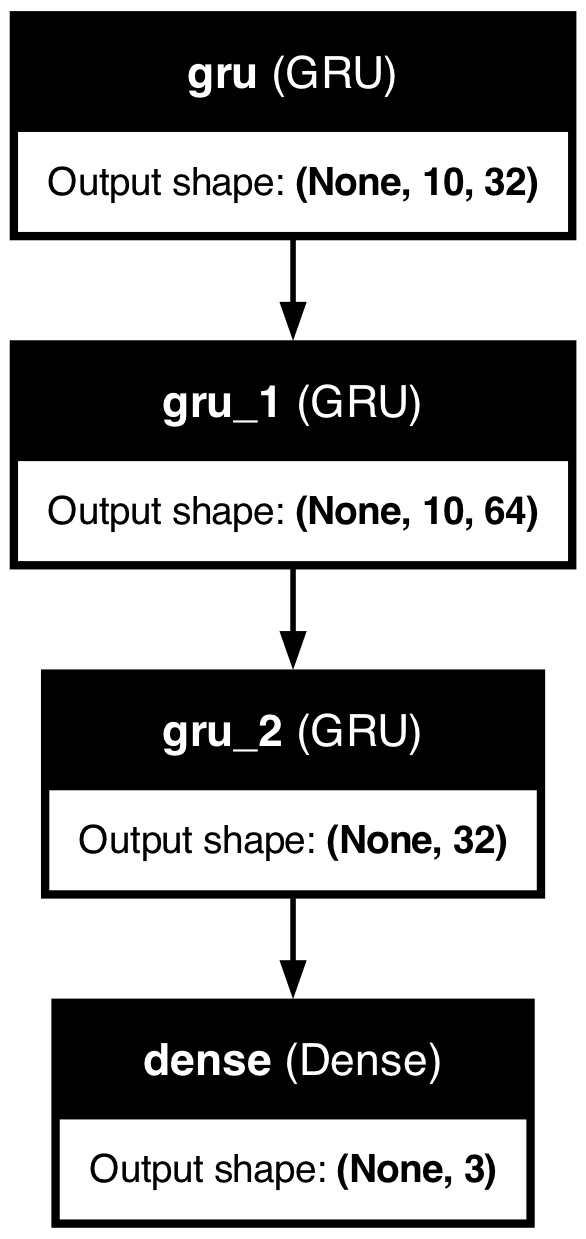 gru (GRU)
Output shape: (None, 10, 32)
gru_1 (GRU)
Output shape: (None, 10, 64)
gru_2 (GRU)
Output shape: (None, 32)
dense (Dense)
Output shape: (None, 3)